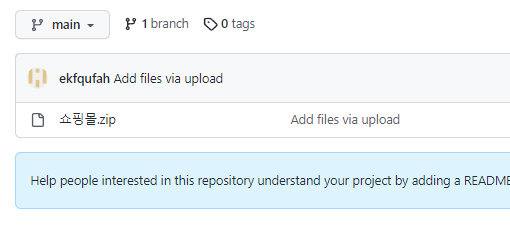 main 1 branch 0 tags
ekfqufah Add files via upload
쇼핑몰.zip Add files via upload
Help people interested in this repository understand your project by adding a README